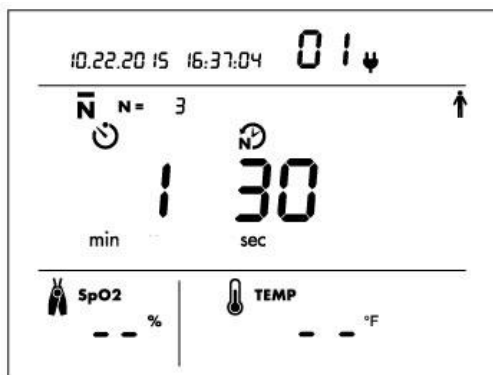 10.22.2015 16:37:04 01
N N = 3
N
1 30
min sec
SpO2 TEMP
-- % -- °F